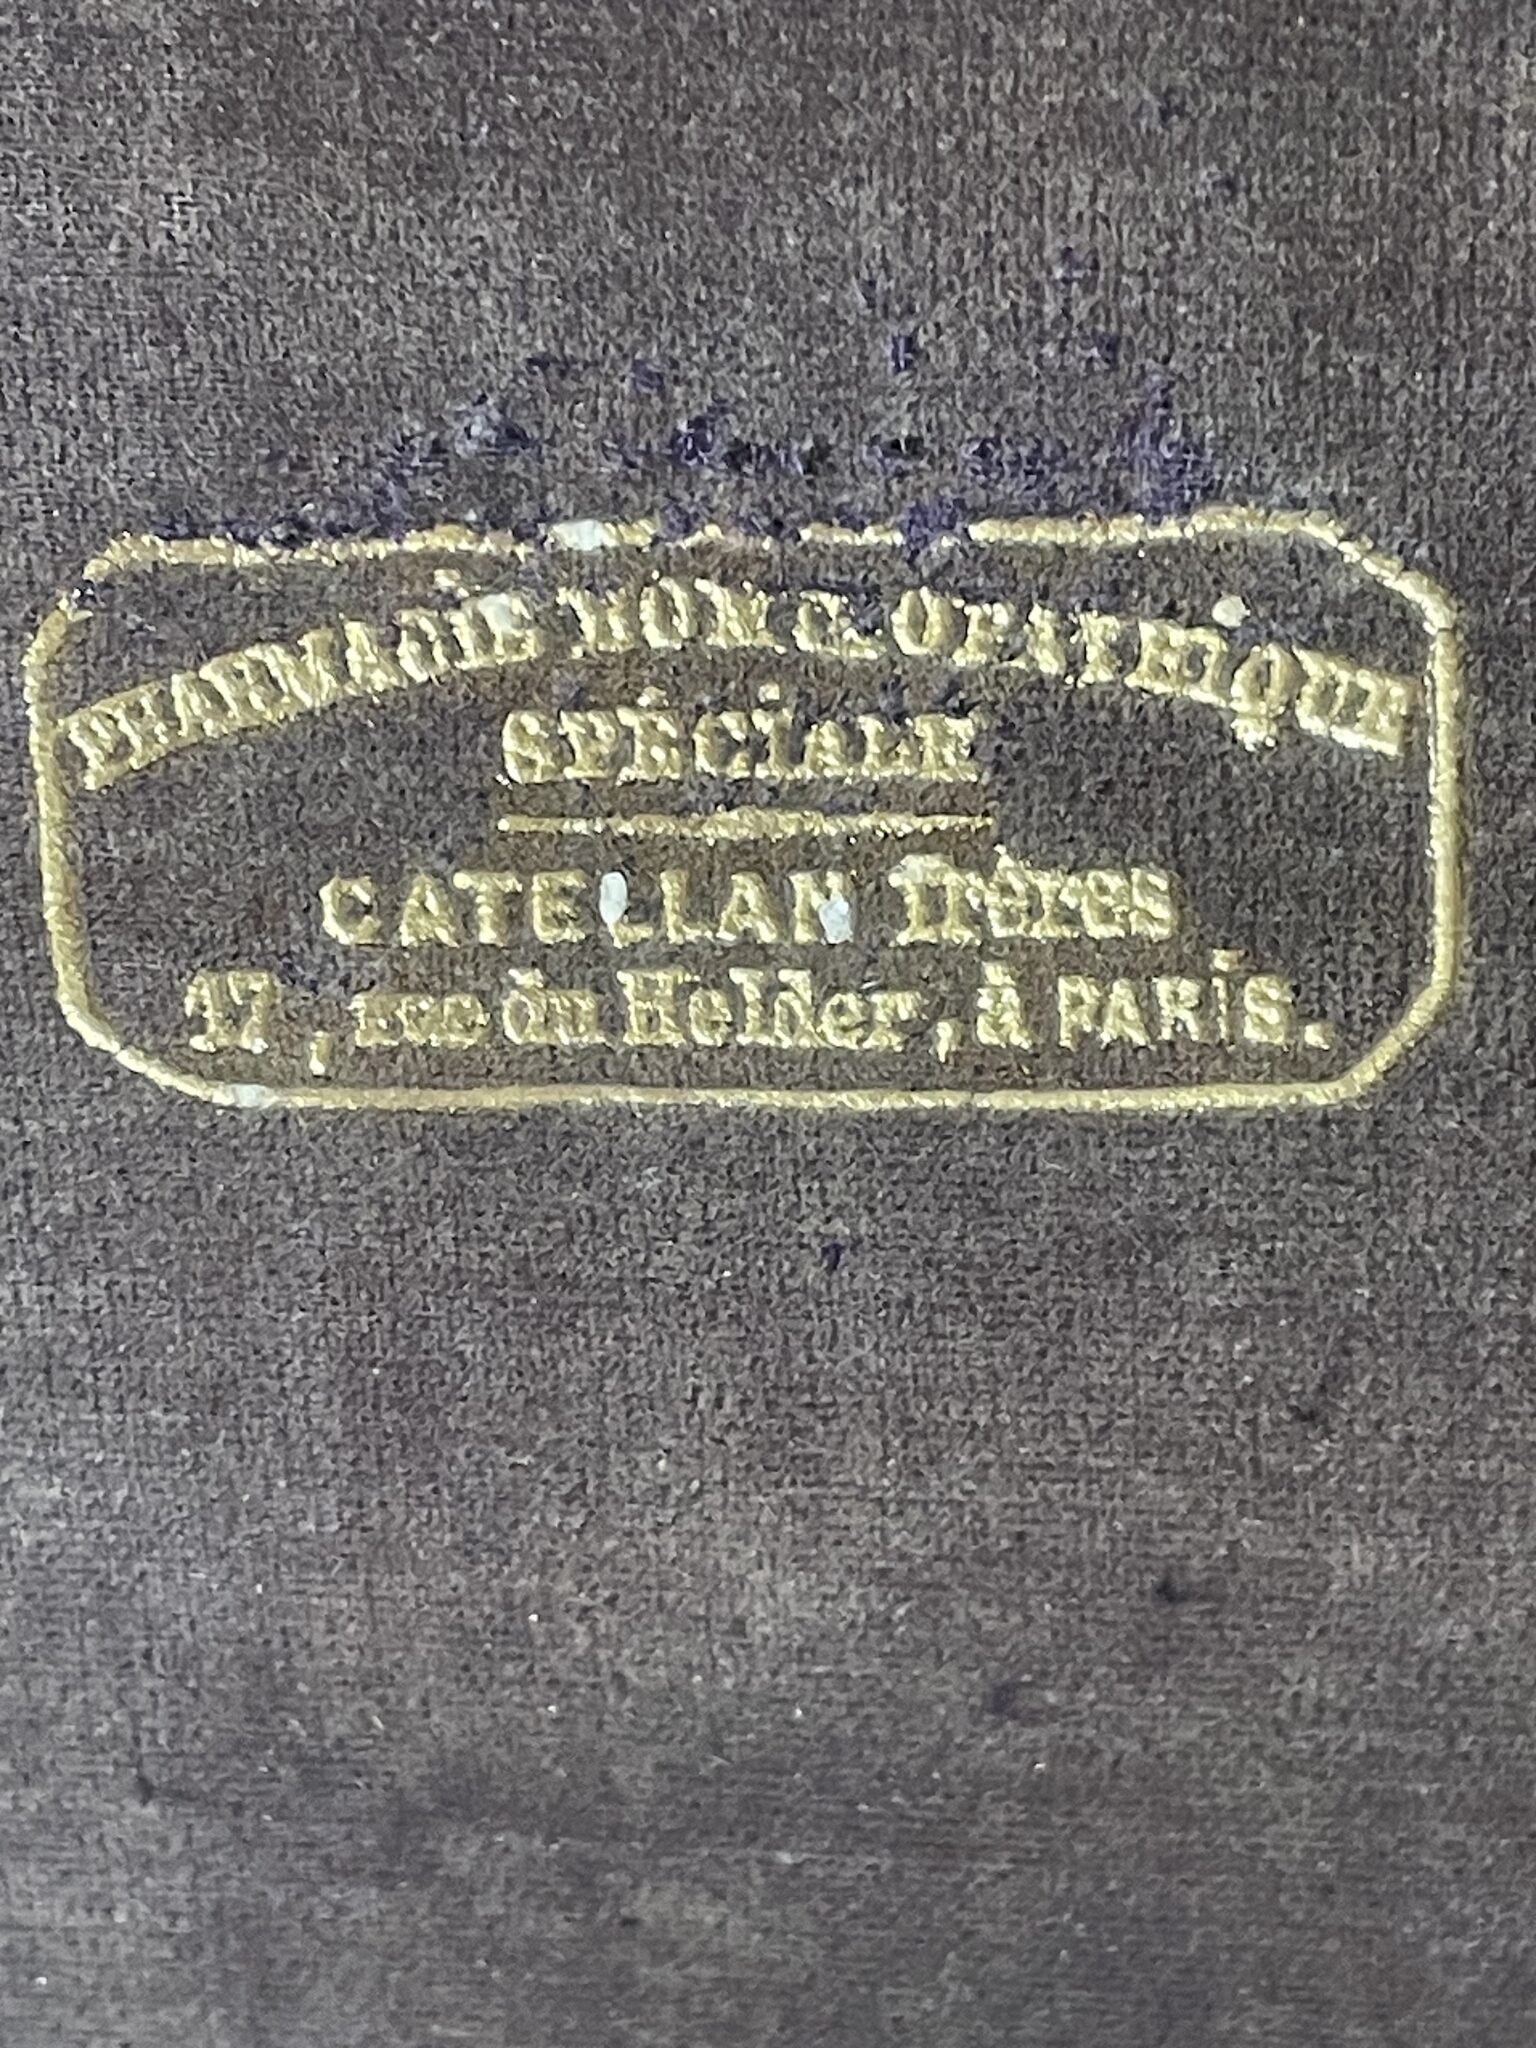 PHARMACIE HOMŒOPATHIQUE
SPÉCIALE
CATELLAN frères
17, rue du Helder, à PARIS.